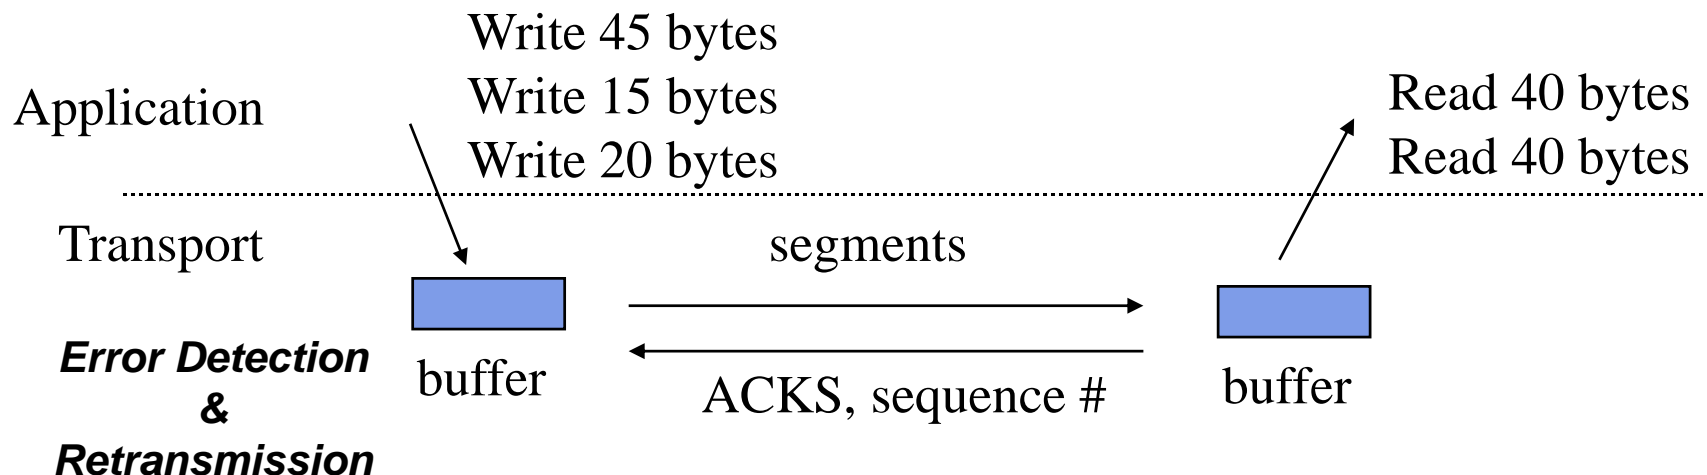 Write 45 bytes
Write 15 bytes
Write 20 bytes
Application
Read 40 bytes
Read 40 bytes
Transport
segments
buffer
ACKS, sequence #
buffer
Error Detection
&
Retransmission